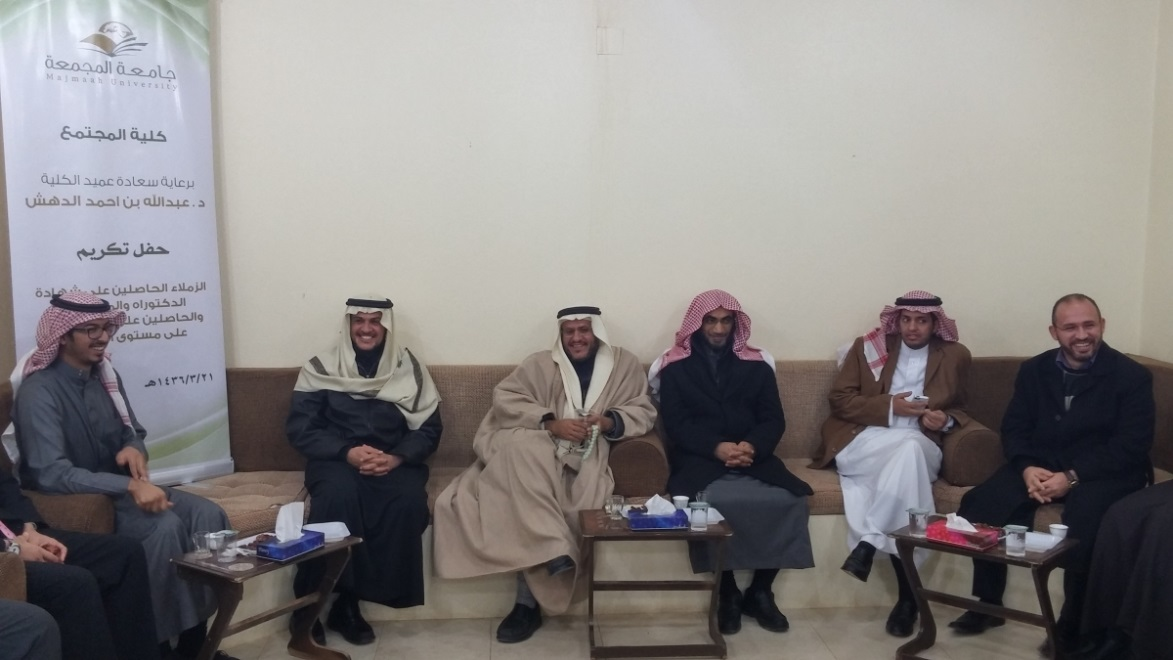 جامعة المجمعة
Majmaah University
كلية المجتمع
برعاية سعادة عميد الكلية
د. عبدالله بن احمد الدهش
حفل تكريم
الزملاء الحاصلين على شهادة
الدكتوراه
والحاصلين
على مستوى
١٤٣٦/٣/٢١هـ